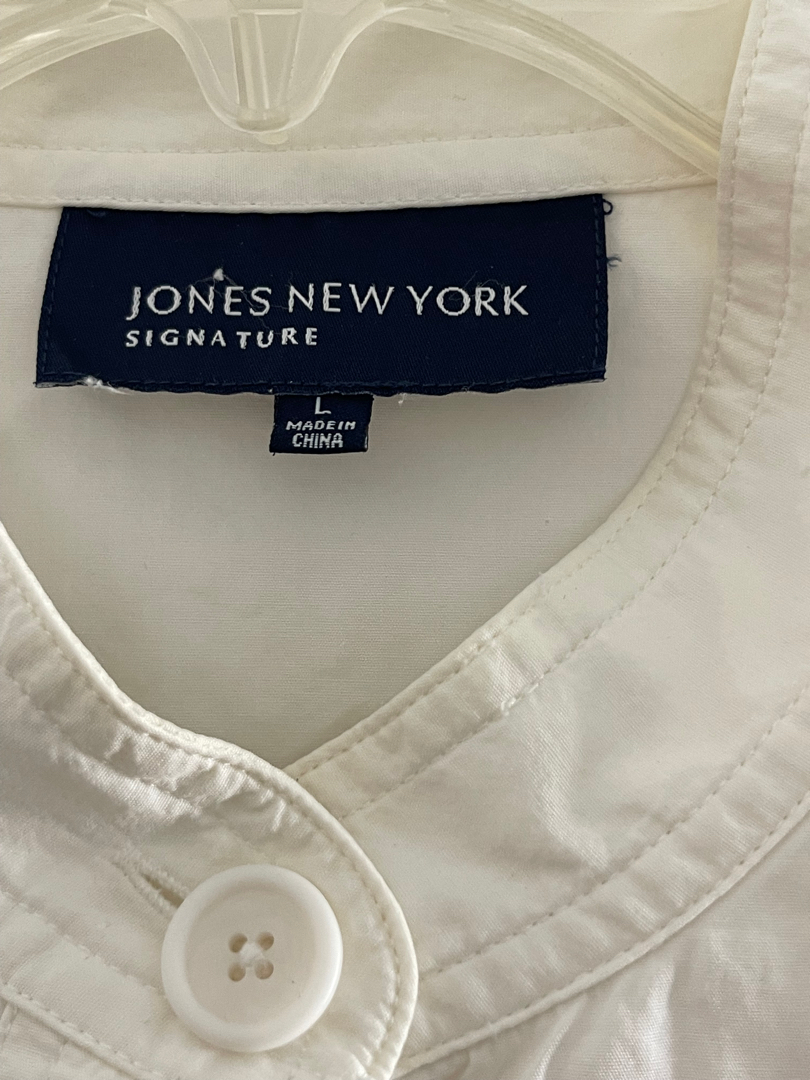 JONES NEW YORK
SIGNATURE
L
MADE IN
CHINA